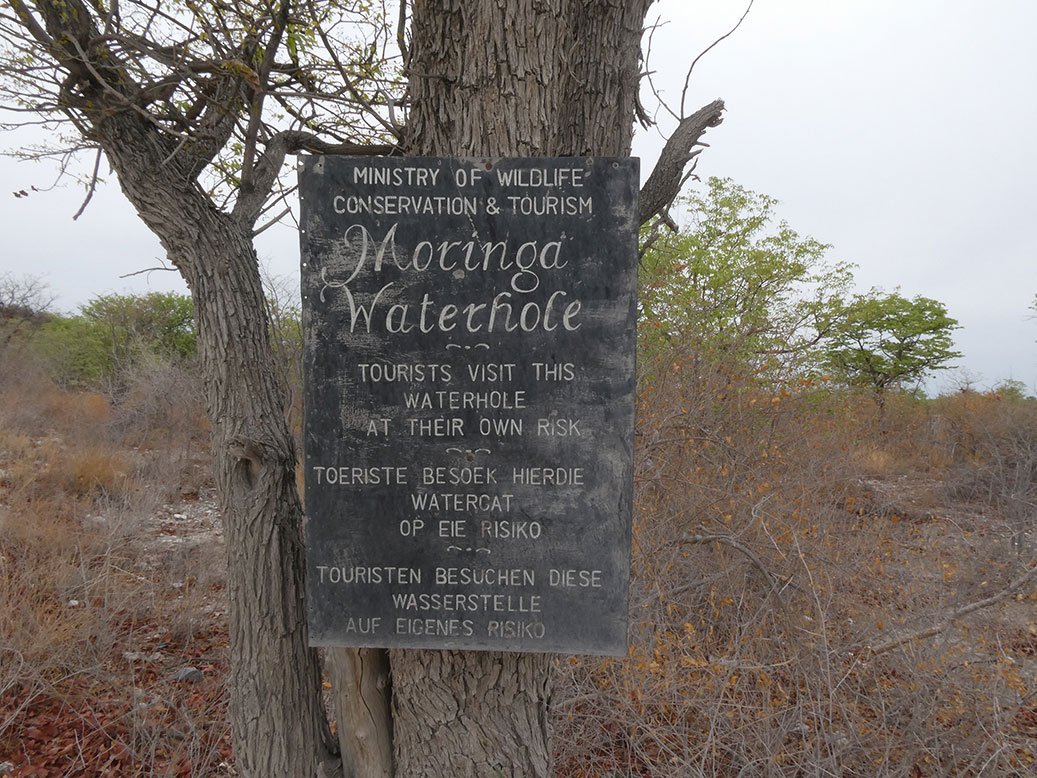 MINISTRY OF WILDLIFE
CONSERVATION & TOURISM
Moringa
Waterhole
TOURISTS VISIT THIS
WATERHOLE
AT THEIR OWN RISK
TOERISTE BESOEK HIERDIE
WATERGAT
OP EIE RISIKO
TOURISTEN BESUCHEN DIESE
WASSERSTELLE
AUF EIGENES RISIKO